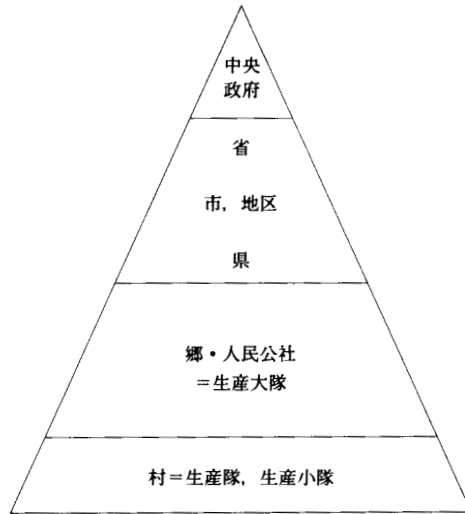 中央
政府
省
市，地区
県
郷・人民公社
＝生産大隊
村＝生産隊，生産小隊